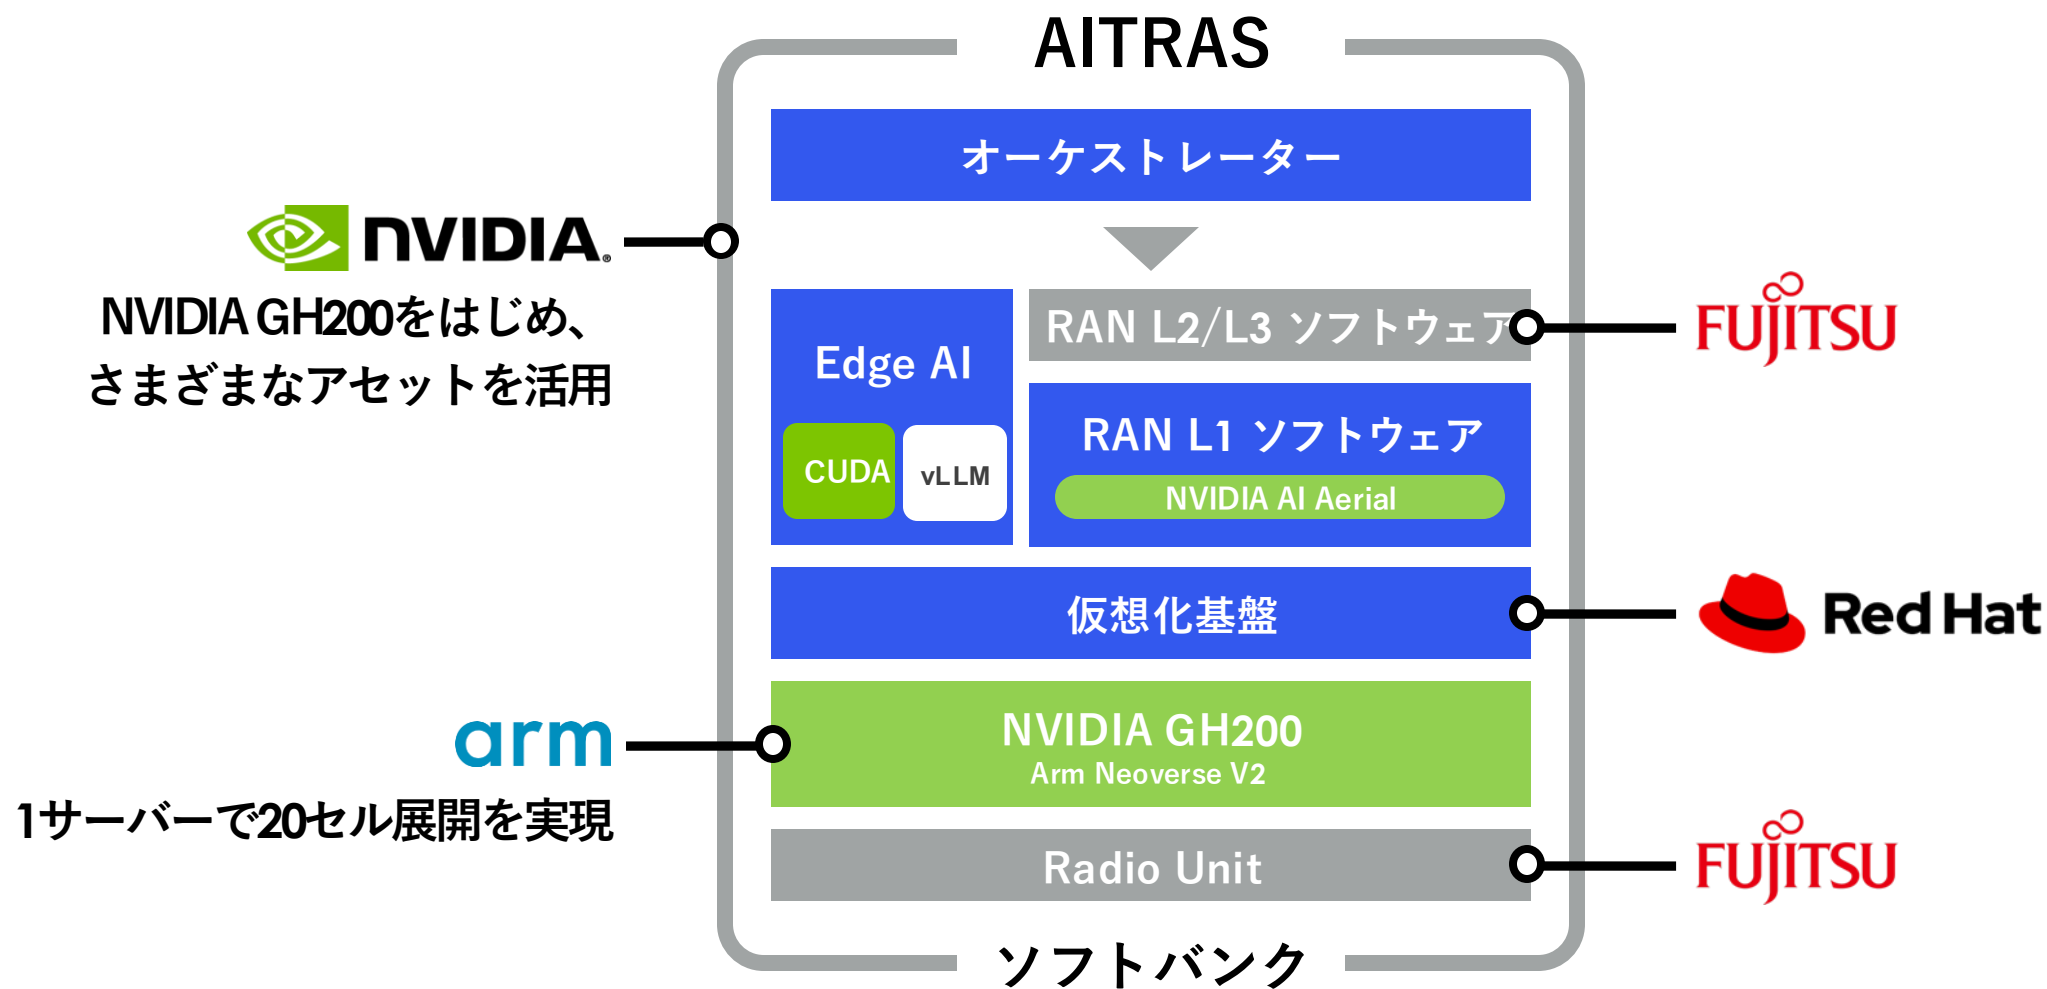 AITRAS
オーケストレーター
NVIDIA®
NVIDIA GH200をはじめ、
さまざまなアセットを活用
Edge AI
CUDA
vLLM
RAN L2/L3 ソフトウェア
FUJITSU
RAN L1 ソフトウェア
NVIDIA AI Aerial
仮想化基盤
Red Hat
arm
1サーバーで20セル展開を実現
NVIDIA GH200
Arm Neoverse V2
Radio Unit
FUJITSU
ソフトバンク